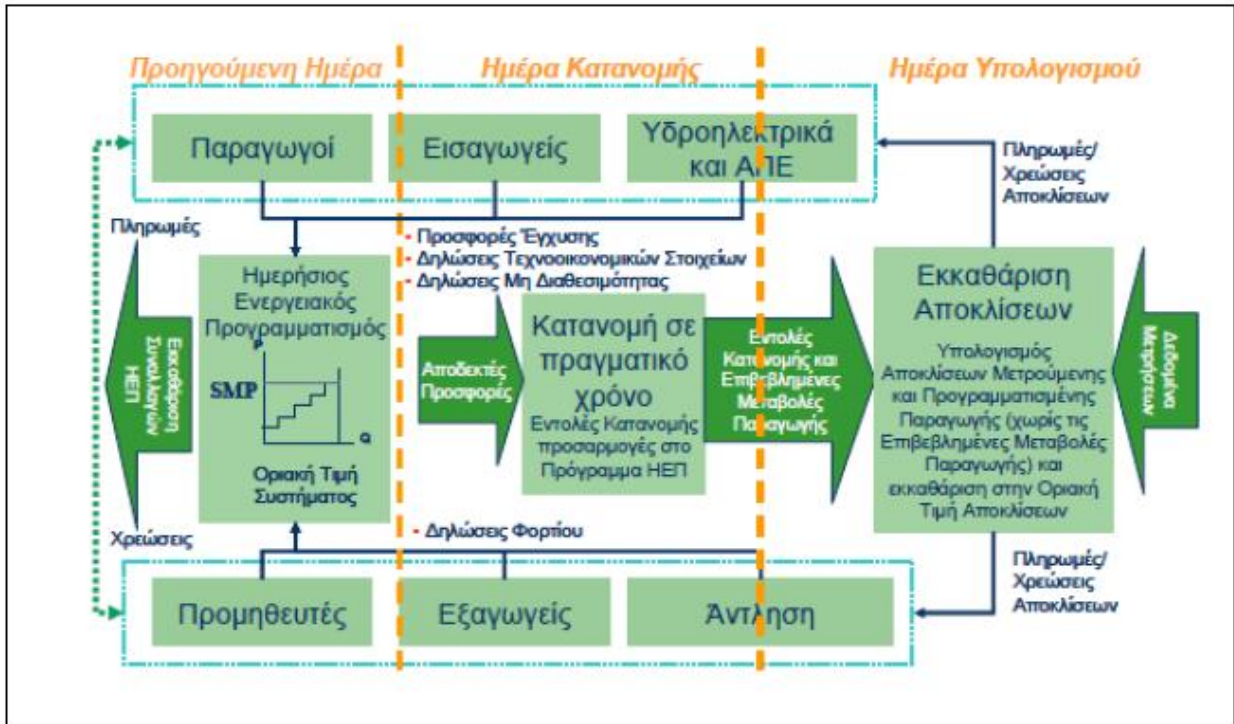 Προηγούμενη Ημέρα
Ημέρα Κατανομής
Ημέρα Υπολογισμού
Παραγωγοί
Εισαγωγείς
Υδροηλεκτρικά
και ΑΠΕ
Πληρωμές/
Χρεώσεις
Αποκλίσεων
Πληρωμές
- Προσφορές Έγχυσης
- Δηλώσεις Τεχνοοικονομικών Στοιχείων
- Δηλώσεις Μη Διαθεσιμότητας
Ημερήσιος
Ενεργειακός
Προγραμματισμός
P
SMP
Q
Οριακή Τιμή
Συστήματος
Εκκαθάριση
Συναλλαγών
ΗΕΠ
Αποδεκτές
Προσφορές
Κατανομή σε
πραγματικό
χρόνο
Εντολές Κατανομής
προσαρμογές στο
Πρόγραμμα ΗΕΠ
Εντολές
Κατανομής και
Επιβεβλημένες
Μεταβολές
Παραγωγής
Εκκαθάριση
Αποκλίσεων
Υπολογισμός
Αποκλίσεων Μετρούμενης
και Προγραμματισμένης
Παραγωγής (χωρίς τις
Επιβεβλημένες Μεταβολές
Παραγωγής) και
εκκαθάριση στην Οριακή
Τιμή Αποκλίσεων
Δεδομένα
Μετρήσεων
Χρεώσεις
- Δηλώσεις Φορτίου
Πληρωμές/
Χρεώσεις
Αποκλίσεων
Προμηθευτές
Εξαγωγείς
Άντληση